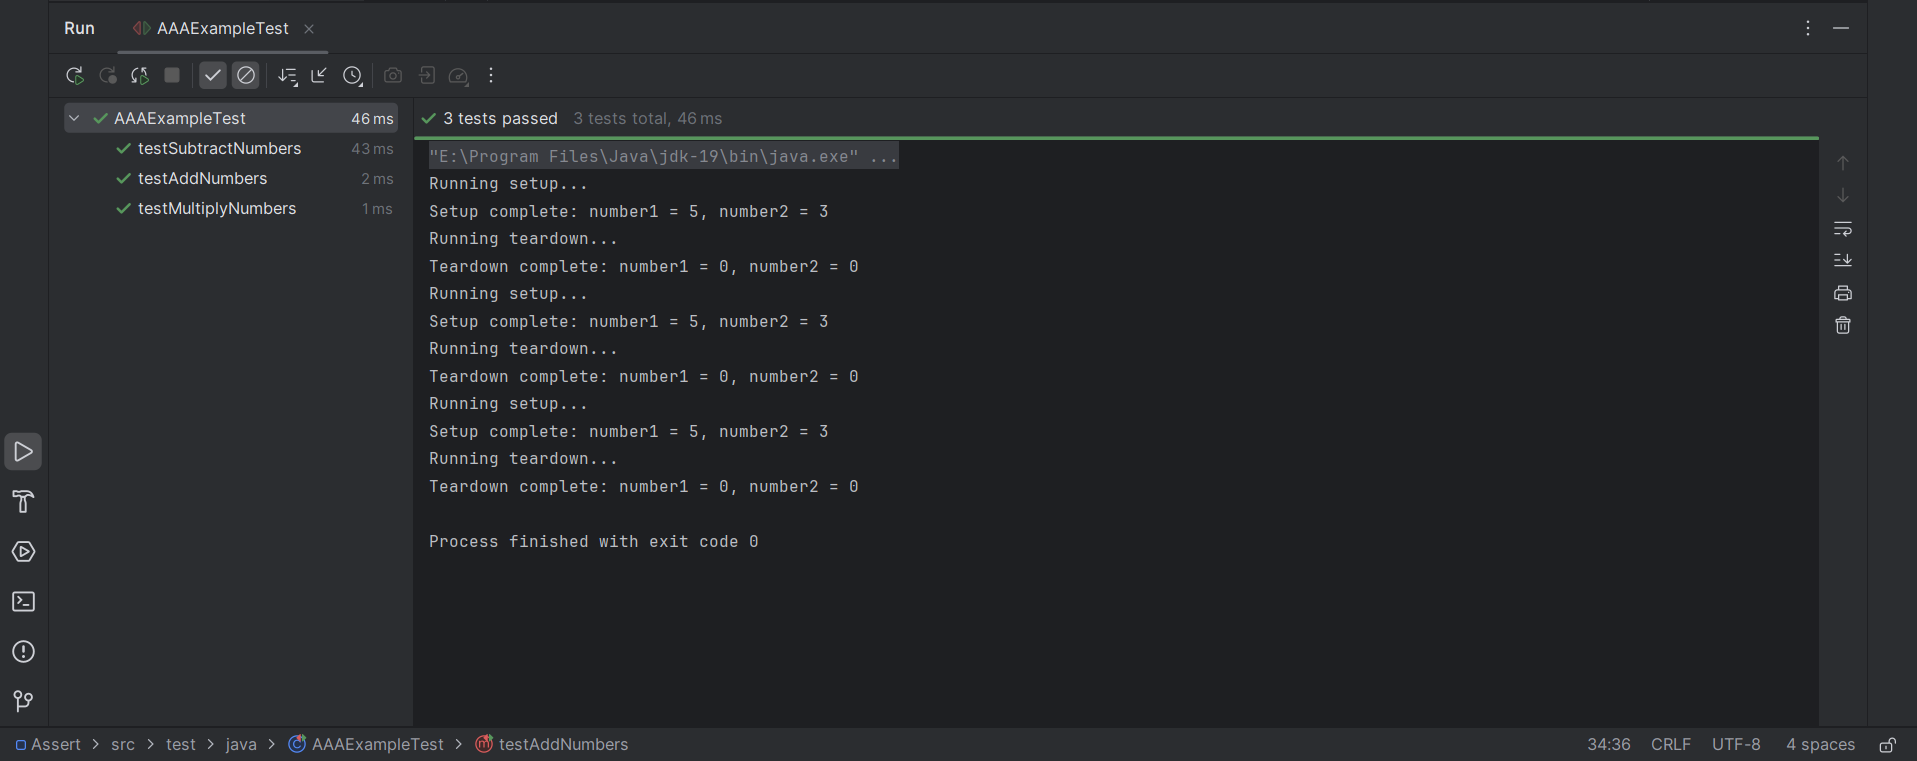 Run AAAExampleTest
AAAExampleTest 46 ms
testSubtractNumbers 43 ms
testAddNumbers 2 ms
testMultiplyNumbers 1 ms
3 tests passed 3 tests total, 46 ms
"E:\Program Files\Java\jdk-19\bin\java.exe" ...
Running setup...
Setup complete: number1 = 5, number2 = 3
Running teardown...
Teardown complete: number1 = 0, number2 = 0
Running setup...
Setup complete: number1 = 5, number2 = 3
Running teardown...
Teardown complete: number1 = 0, number2 = 0
Running setup...
Setup complete: number1 = 5, number2 = 3
Running teardown...
Teardown complete: number1 = 0, number2 = 0
Process finished with exit code 0
Assert > src > test > java > AAAExampleTest > testAddNumbers 34:36 CRLF UTF-8 4 spaces